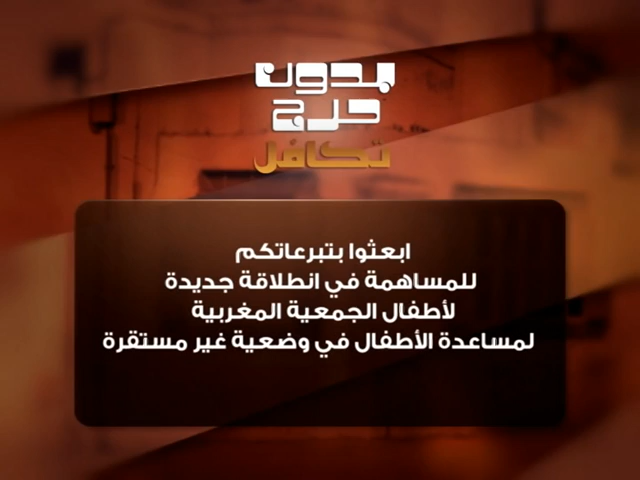 بدون
حرج
تكافل
ابعثوا بتبرعاتكم
للمساهمة في انطلاقة جديدة
لأطفال الجمعية المغربية
لمساعدة الأطفال في وضعية غير مستقرة